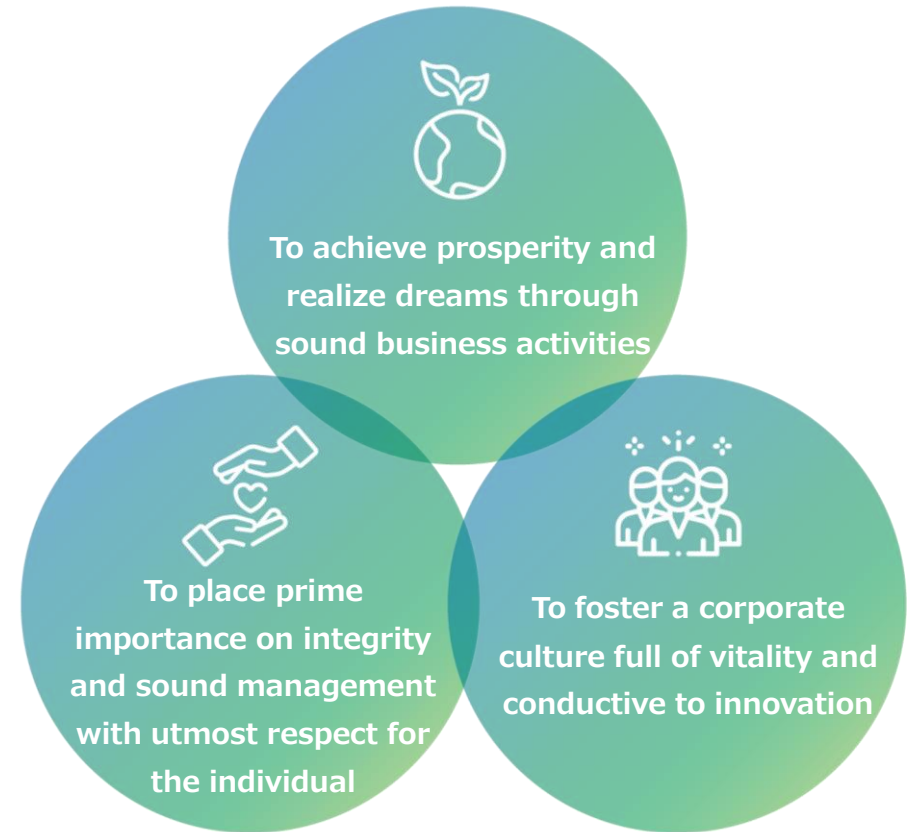 To achieve prosperity and
realize dreams through
sound business activities
To place prime
importance on integrity
and sound management
with utmost respect for
the individual
To foster a corporate
culture full of vitality and
conductive to innovation